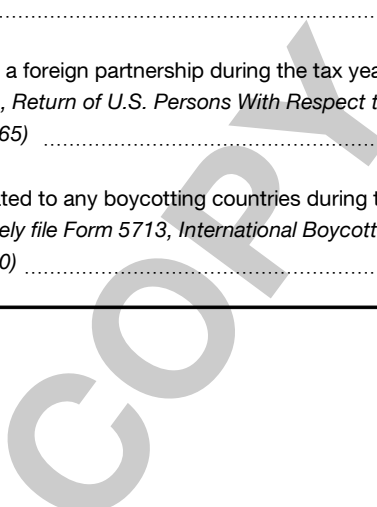 a foreign partnership during the tax yea
, Return of U.S. Persons With Respect t
65)
ated to any boycotting countries during t
ely file Form 5713, International Boycott
0)
COPY